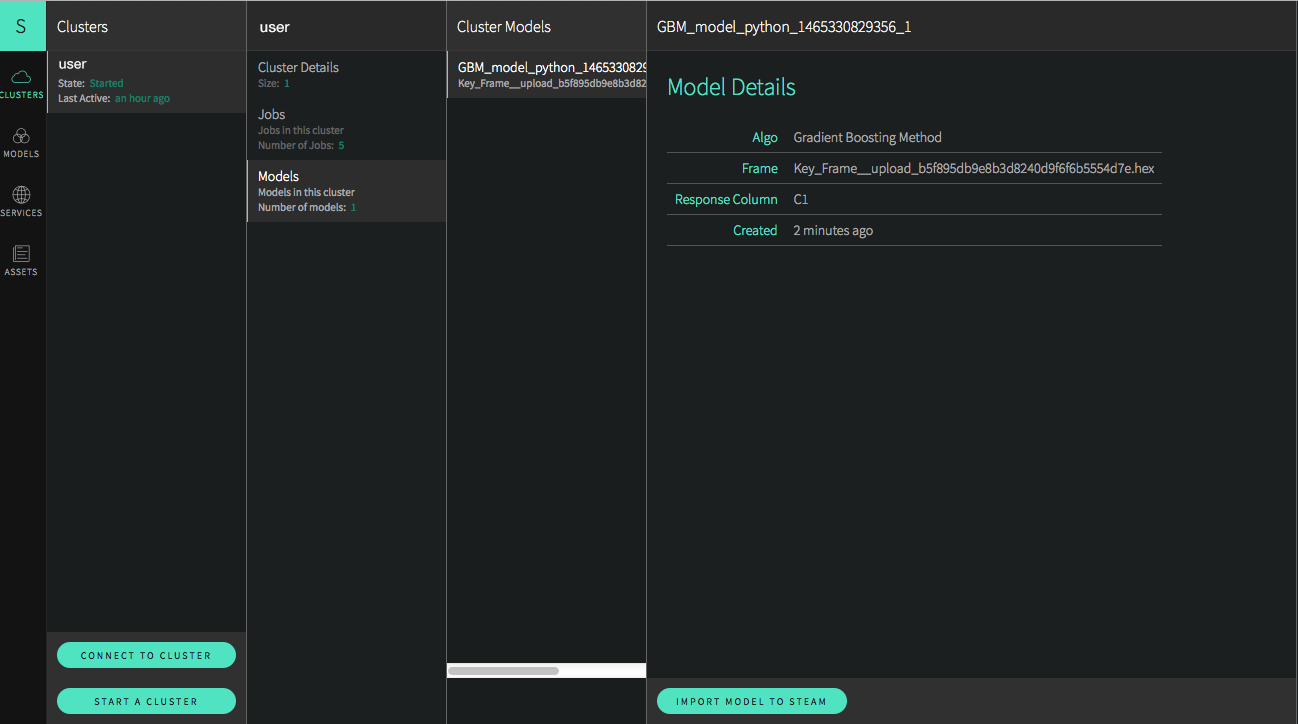 S
CLUSTERS
MODELS
SERVICES
ASSETS
Clusters
user
State: Started
Last Active: an hour ago
CONNECT TO CLUSTER
START A CLUSTER
user
Cluster Details
Size: 1
Jobs
Jobs in this cluster
Number of Jobs: 5
Models
Models in this cluster
Number of models: 1
Cluster Models
GBM_model_python_1465330829
Key_Frame__upload_b5f895db9e8b3d82
GBM_model_python_1465330829356_1
Model Details
Algo Gradient Boosting Method
Frame Key_Frame__upload_b5f895db9e8b3d8240d9f6f6b5554d7e.hex
Response Column C1
Created 2 minutes ago
IMPORT MODEL TO STEAM